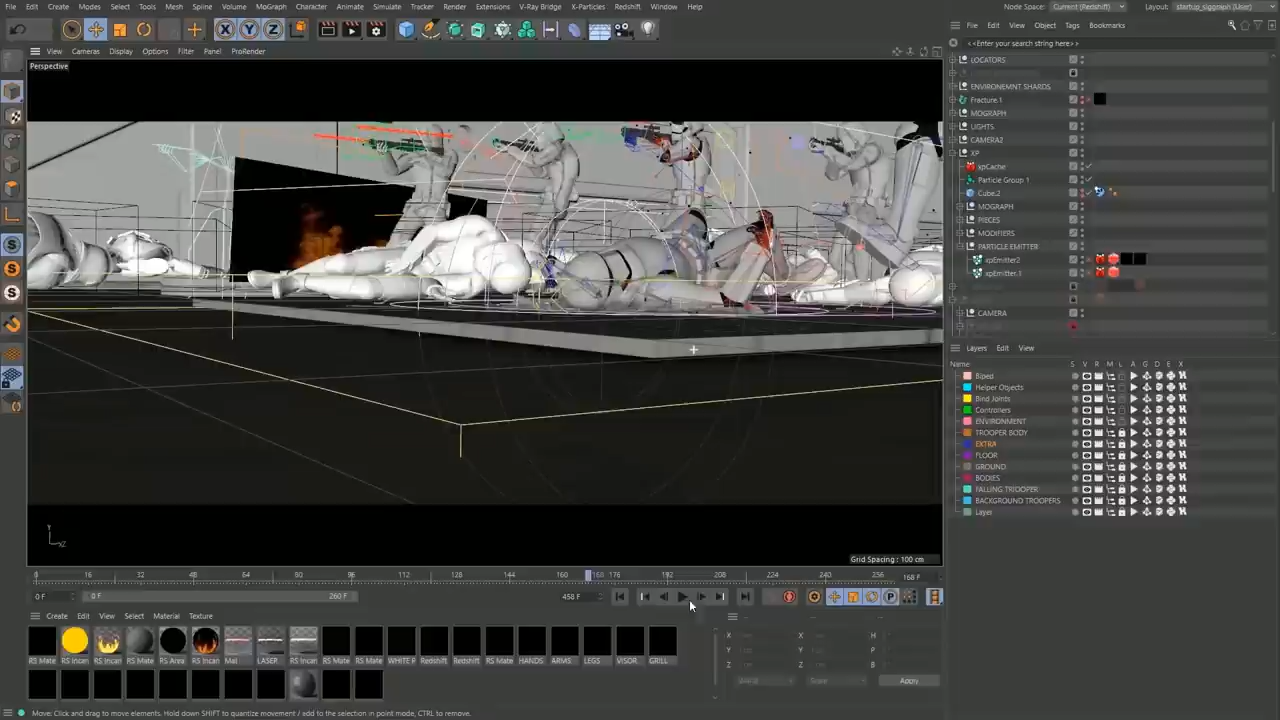 File Edit Create Modes Select Tools Mesh Spline Volume MoGraph Character Animate Simulate Tracker Render Extensions V-Ray Bridge X-Particles Redshift Window Help Node Space: Current (Redshift) Layout: startup_siggraph (User)
X Y Z
View Cameras Display Options Filter Panel ProRender
File Edit View Object Tags Bookmarks
Perspective
<<Enter your search string here>>
LOCATORS
ENVIRONEMNT SHARDS
Fracture.1
MOGRAPH
LIGHTS
CAMERA2
XP
xpCache
Particle Group 1
Cube.2
MOGRAPH
PIECES
MODIFIERS
PARTICLE EMITTER
xpEmitter2
xpEmitter.1
CAMERA
Layers Edit View
Name S V R M L A G D E X
Biped
Helper Objects
Bind Joints
Controllers
ENVIRONMENT
TROOPER BODY
EXTRA
FLOOR
GROUND
BODIES
FALLING TROOPER
BACKGROUND TROOPERS
Layer
Grid Spacing : 100 cm
0 16 32 48 64 80 96 112 128 144 160 168 176 192 208 224 240 256 168 F
0 F 0 F 260 F 458 F
Create Edit View Select Material Texture
RS Mate RS Incan RS Incan RS Mate RS Area RS Incan Mat LASER RS Incan RS Mate RS Mate WHITE P Redshift Redshift RS Mate HANDS ARMS LEGS VISOR GRILL
X X H
Y Y P
Z Z B
Scale Apply
Move: Click and drag to move elements. Hold down SHIFT to quantize movement / add to the selection in point mode, CTRL to remove.